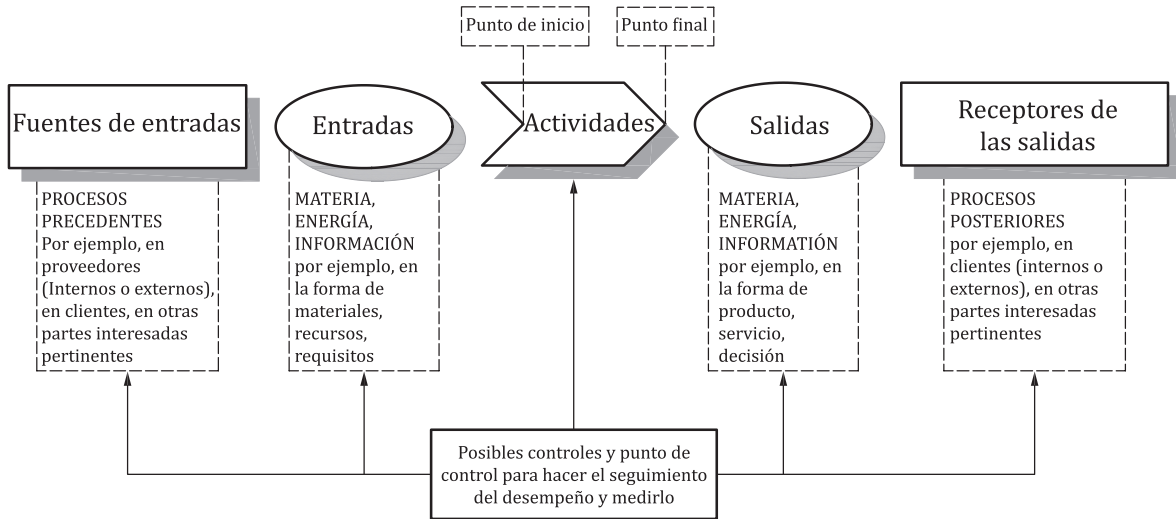 Punto de inicio
Punto final
Fuentes de entradas
Entradas
Actividades
Salidas
Receptores de
las salidas
PROCESOS
PRECEDENTES
Por ejemplo, en
proveedores
(Internos o externos),
en clientes, en otras
partes interesadas
pertinentes
MATERIA,
ENERGÍA,
INFORMACIÓN
por ejemplo, en
la forma de
materiales,
recursos,
requisitos
MATERIA,
ENERGÍA,
INFORMATIÓN
por ejemplo, en
la forma de
producto,
servicio,
decisión
PROCESOS
POSTERIORES
por ejemplo, en
clientes (internos o
externos), en otras
partes interesadas
pertinentes
Posibles controles y punto de
control para hacer el seguimiento
del desempeño y medirlo